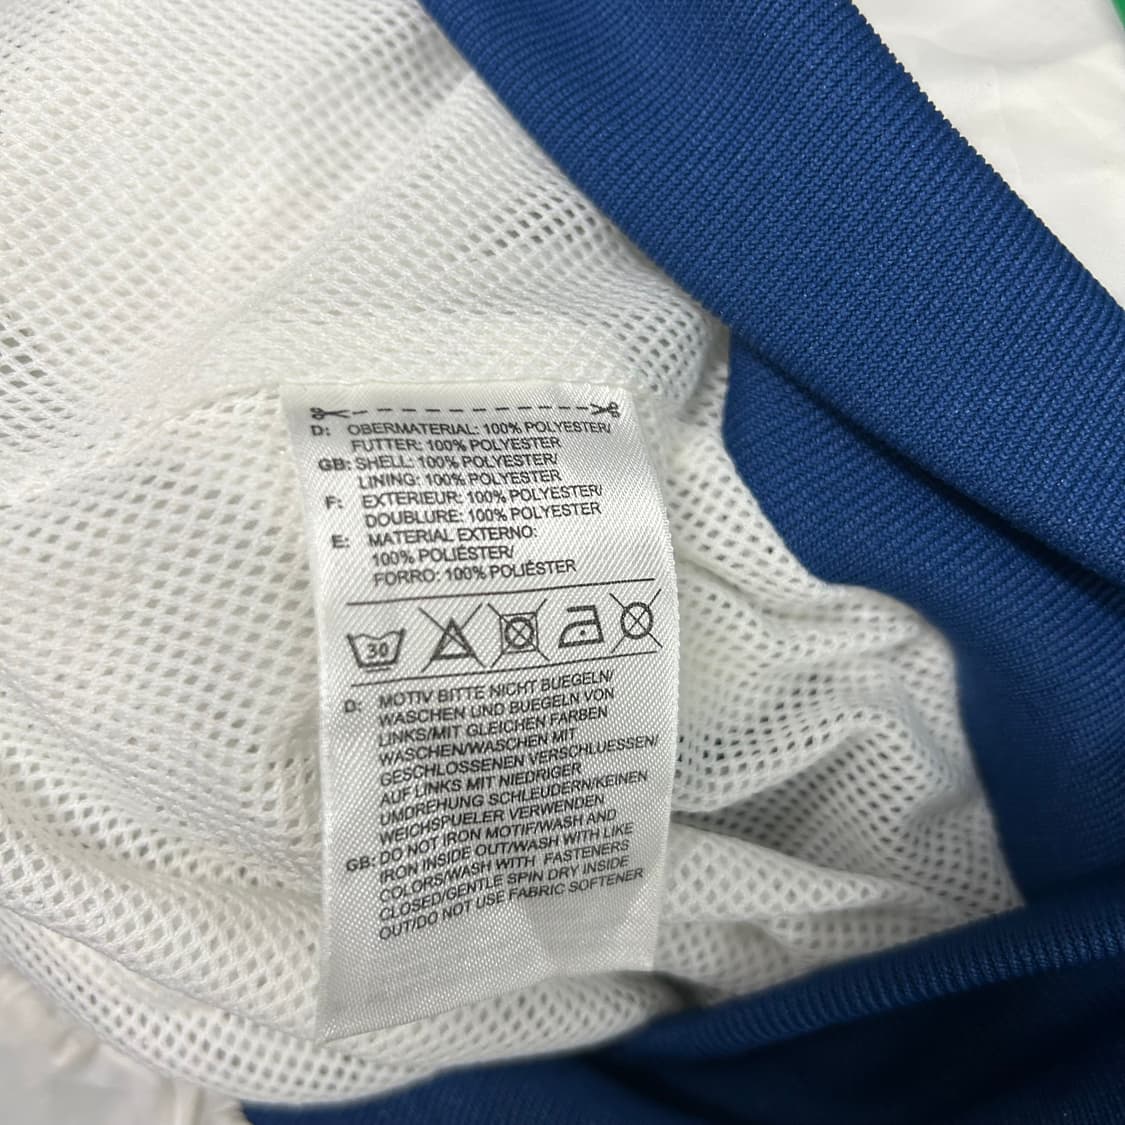 D: OBERMATERIAL: 100% POLYESTER/
FUTTER: 100% POLYESTER
GB: SHELL: 100% POLYESTER/
LINING: 100% POLYESTER
F: EXTERIEUR: 100% POLYESTER/
DOUBLURE: 100% POLYESTER
E: MATERIAL EXTERNO:
100% POLIÉSTER/
FORRO: 100% POLIÉSTER
30
D: MOTIV BITTE NICHT BUEGELN/
WASCHEN UND BUEGELN VON
LINKS/MIT GLEICHEN FARBEN
WASCHEN/WASCHEN MIT
GESCHLOSSENEN VERSCHLUESSEN/
AUF LINKS MIT NIEDRIGER
UMDREHUNG SCHLEUDERN/KEINEN
WEICHSPUELER VERWENDEN
GB: DO NOT IRON MOTIF/WASH AND
IRON INSIDE OUT/WASH WITH LIKE
COLORS/WASH WITH FASTENERS
CLOSED/GENTLE SPIN DRY INSIDE
OUT/DO NOT USE FABRIC SOFTENER